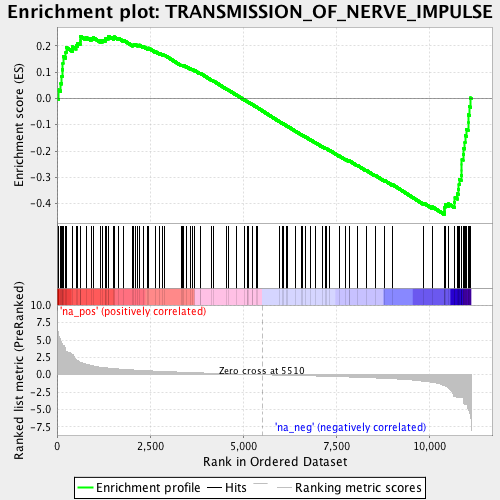 Enrichment plot: TRANSMISSION_OF_NERVE_IMPULSE
Enrichment score (ES)
0.2
0.1
0.0
-0.1
-0.2
-0.3
-0.4
Ranked list metric (PreRanked)
10.0
7.5
5.0
2.5
0.0
-2.5
-5.0
-7.5
'na_pos' (positively correlated)
Zero cross at 5510
'na_neg' (negatively correlated)
0
2,500
5,000
7,500
10,000
Rank in Ordered Dataset
Enrichment profile
Hits
Ranking metric scores